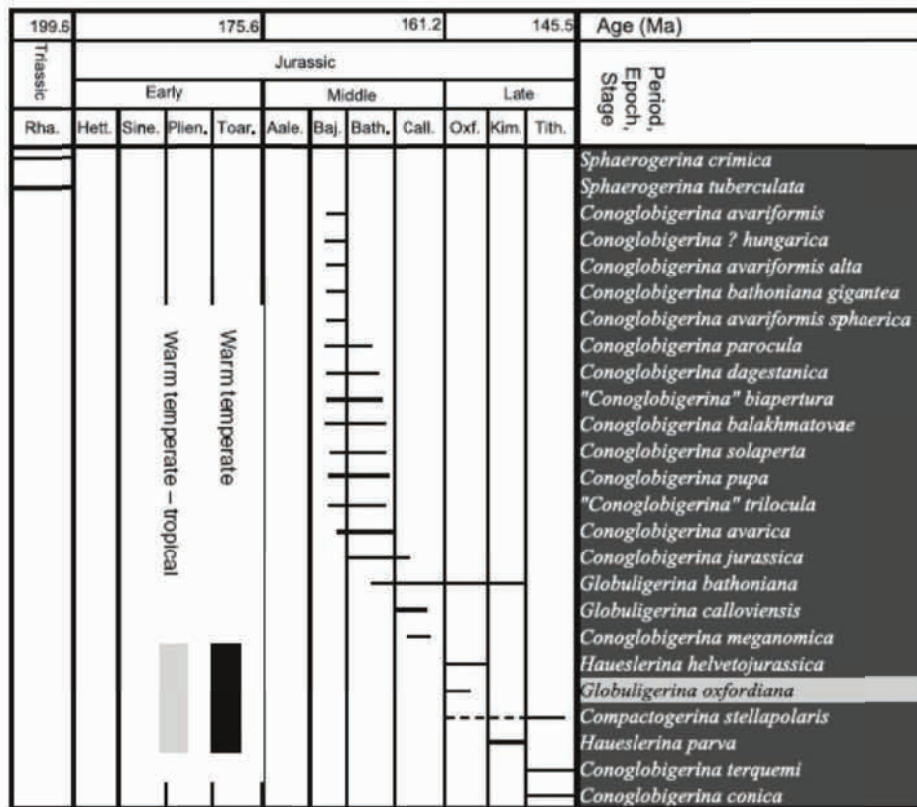 199.6 175.6 161.2 145.5 Age (Ma)
Triassic
Jurassic
Period,
Epoch,
Stage
Early Middle Late
Rha. Hett. Sine. Plien. Toar. Aale. Baj. Bath. Call. Oxf. Kim. Tith.
Sphaerogerina crimica
Sphaerogerina tuberculata
Conoglobigerina avariformis
Conoglobigerina ? hungarica
Conoglobigerina avariformis alta
Conoglobigerina bathoniana gigantea
Conoglobigerina avariformis sphaerica
Conoglobigerina parocula
Conoglobigerina dagestanica
"Conoglobigerina" biapertura
Conoglobigerina balakhmatovae
Conoglobigerina solaperta
Conoglobigerina pupa
"Conoglobigerina" trilocula
Conoglobigerina avarica
Conoglobigerina jurassica
Globuligerina bathoniana
Globuligerina calloviensis
Conoglobigerina meganomica
Haueslerina helvetojurassica
Globuligerina oxfordiana
Compactogerina stellapolaris
Haueslerina parva
Conoglobigerina terquemi
Conoglobigerina conica
Warm temperate
Warm temperate – tropical